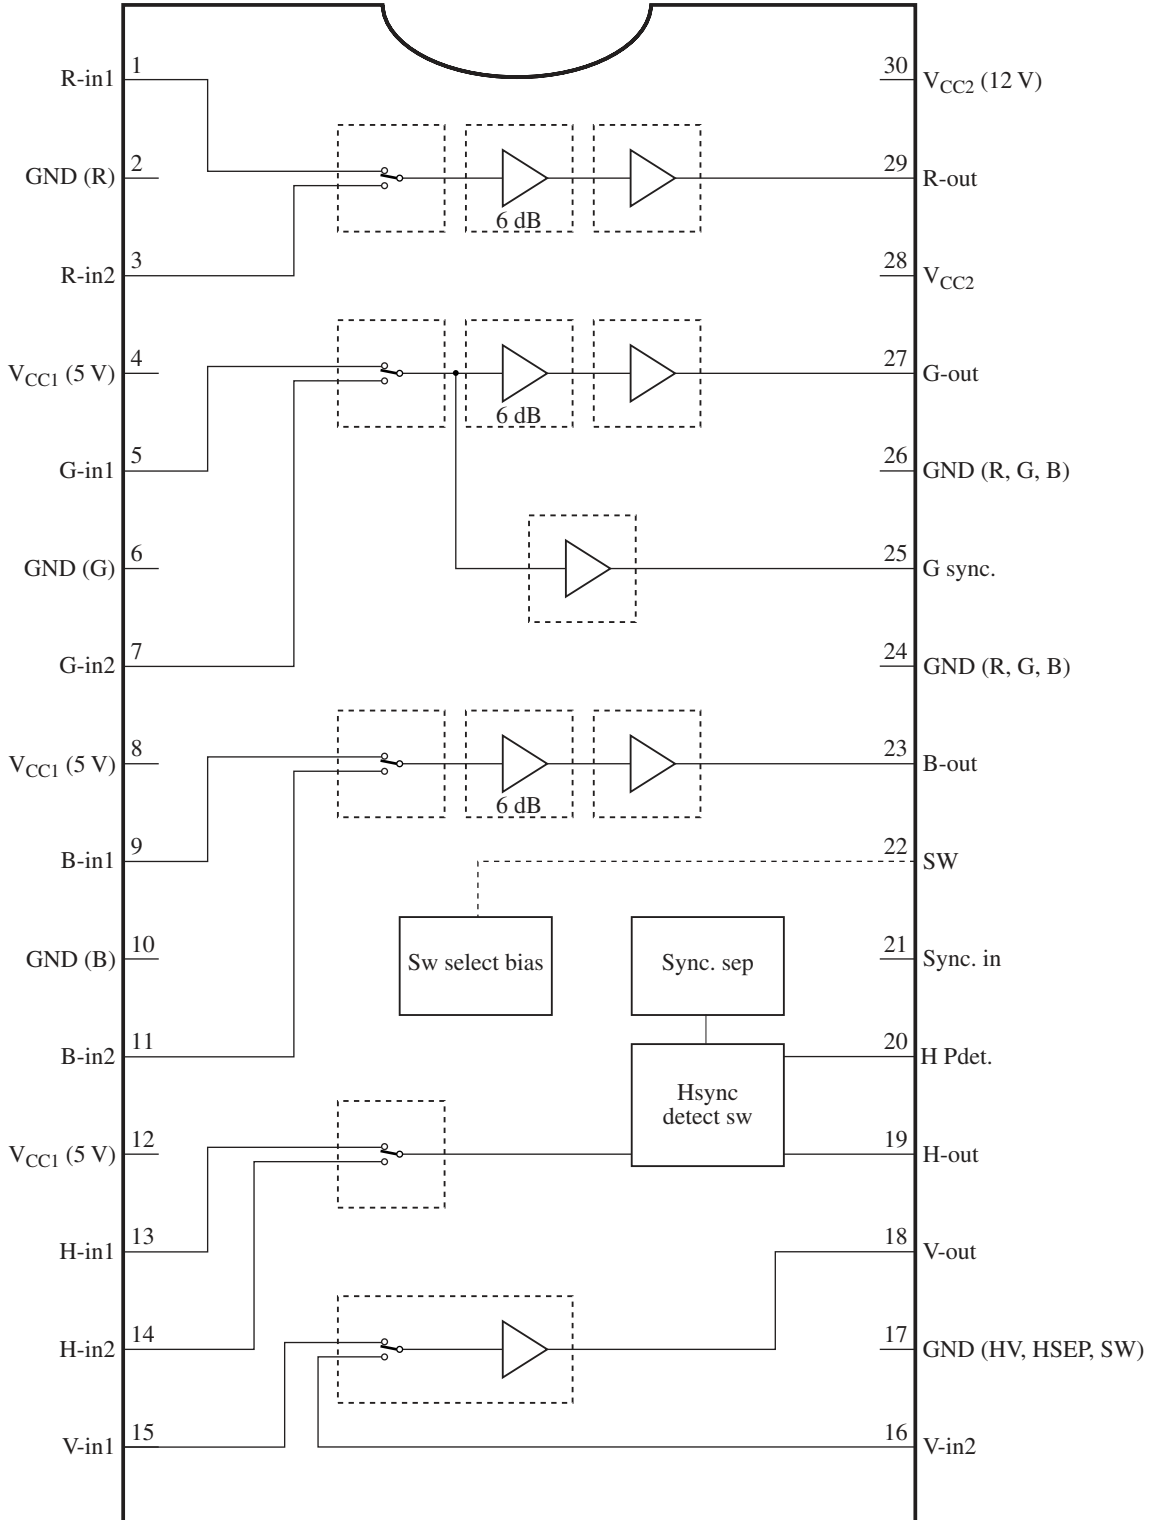 R-in1 1
30 VCC2 (12 V)
GND (R) 2
29 R-out
6 dB
R-in2 3
28 VCC2
VCC1 (5 V) 4
27 G-out
6 dB
G-in1 5
26 GND (R, G, B)
GND (G) 6
25 G sync.
G-in2 7
24 GND (R, G, B)
VCC1 (5 V) 8
23 B-out
6 dB
B-in1 9
22 SW
GND (B) 10
Sw select bias
Sync. sep
21 Sync. in
B-in2 11
20 H Pdet.
Hsync
detect sw
VCC1 (5 V) 12
19 H-out
H-in1 13
18 V-out
H-in2 14
17 GND (HV, HSEP, SW)
V-in1 15
16 V-in2